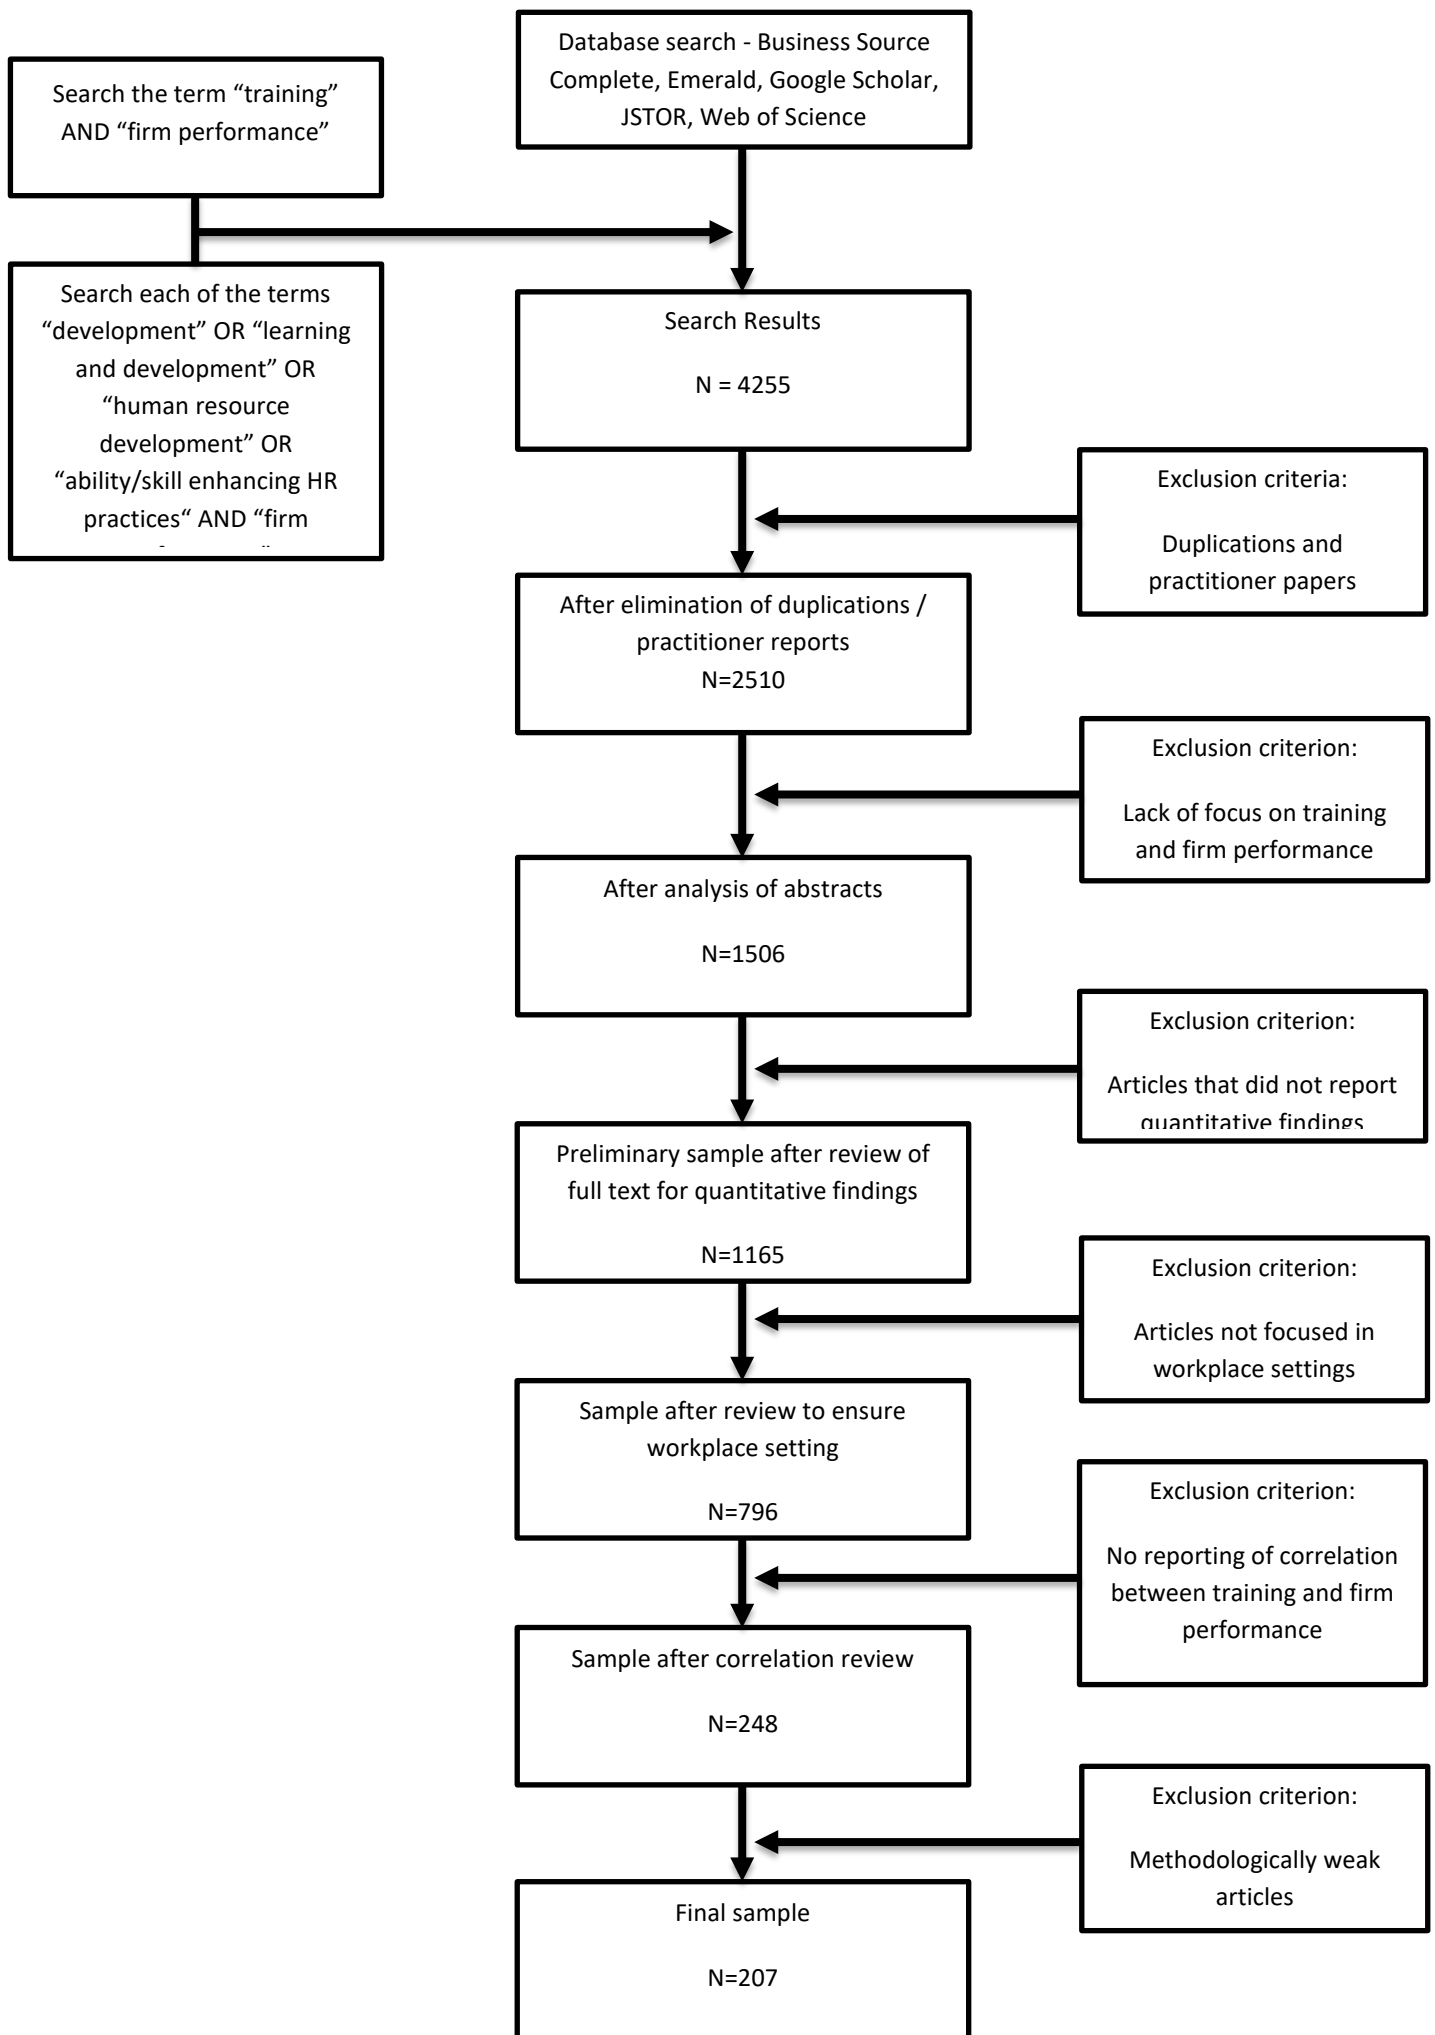 Database search - Business Source
Complete, Emerald, Google Scholar,
JSTOR, Web of Science
Search the term “training”
AND “firm performance”
Search each of the terms
“development” OR “learning
and development” OR
“human resource
development” OR
“ability/skill enhancing HR
practices“ AND “firm
Search Results
N = 4255
Exclusion criteria:
Duplications and
practitioner papers
After elimination of duplications /
practitioner reports
N=2510
Exclusion criterion:
Lack of focus on training
and firm performance
After analysis of abstracts
N=1506
Exclusion criterion:
Articles that did not report
quantitative findings
Preliminary sample after review of
full text for quantitative findings
N=1165
Exclusion criterion:
Articles not focused in
workplace settings
Sample after review to ensure
workplace setting
N=796
Exclusion criterion:
No reporting of correlation
between training and firm
performance
Sample after correlation review
N=248
Exclusion criterion:
Methodologically weak
articles
Final sample
N=207